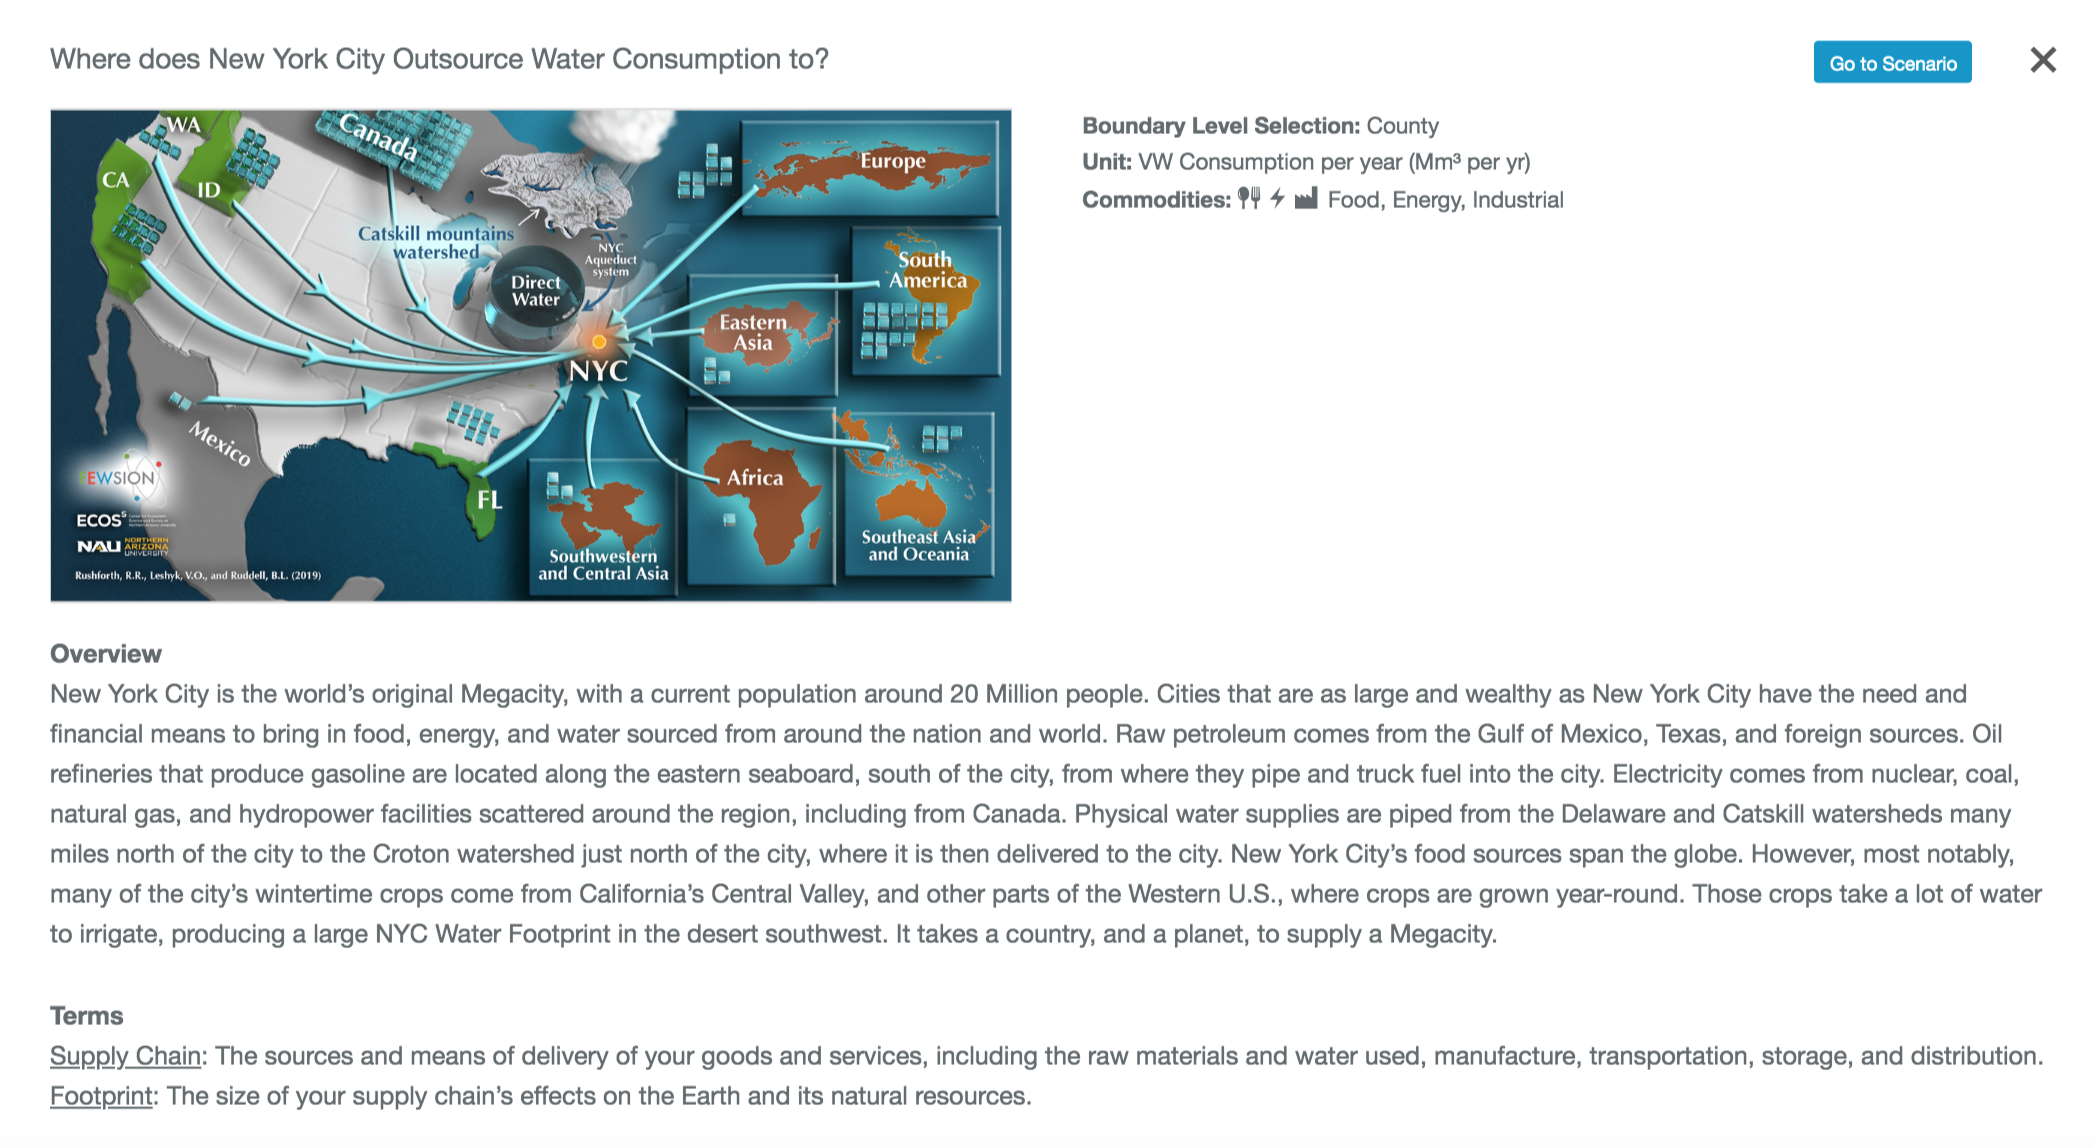 Where does New York City Outsource Water Consumption to?
Go to Scenario
Boundary Level Selection: County
Unit: VW Consumption per year (Mm³ per yr)
Commodities: Food, Energy, Industrial
WA
Canada
CA
ID
Catskill mountains
watershed
NYC
Aqueduct
system
Direct
Water
Europe
South
America
Eastern
Asia
NYC
Mexico
FL
Africa
Southwestern
and Central Asia
Southeast Asia
and Oceania
FEWSION
ECOSS
NAU NORTHERN
ARIZONA
UNIVERSITY
Rushforth, R.R., Leshyk, V.O., and Ruddell, B.L. (2019)
Overview
New York City is the world’s original Megacity, with a current population around 20 Million people. Cities that are as large and wealthy as New York City have the need and
financial means to bring in food, energy, and water sourced from around the nation and world. Raw petroleum comes from the Gulf of Mexico, Texas, and foreign sources. Oil
refineries that produce gasoline are located along the eastern seaboard, south of the city, from where they pipe and truck fuel into the city. Electricity comes from nuclear, coal,
natural gas, and hydropower facilities scattered around the region, including from Canada. Physical water supplies are piped from the Delaware and Catskill watersheds many
miles north of the city to the Croton watershed just north of the city, where it is then delivered to the city. New York City’s food sources span the globe. However, most notably,
many of the city’s wintertime crops come from California’s Central Valley, and other parts of the Western U.S., where crops are grown year-round. Those crops take a lot of water
to irrigate, producing a large NYC Water Footprint in the desert southwest. It takes a country, and a planet, to supply a Megacity.
Terms
Supply Chain: The sources and means of delivery of your goods and services, including the raw materials and water used, manufacture, transportation, storage, and distribution.
Footprint: The size of your supply chain’s effects on the Earth and its natural resources.